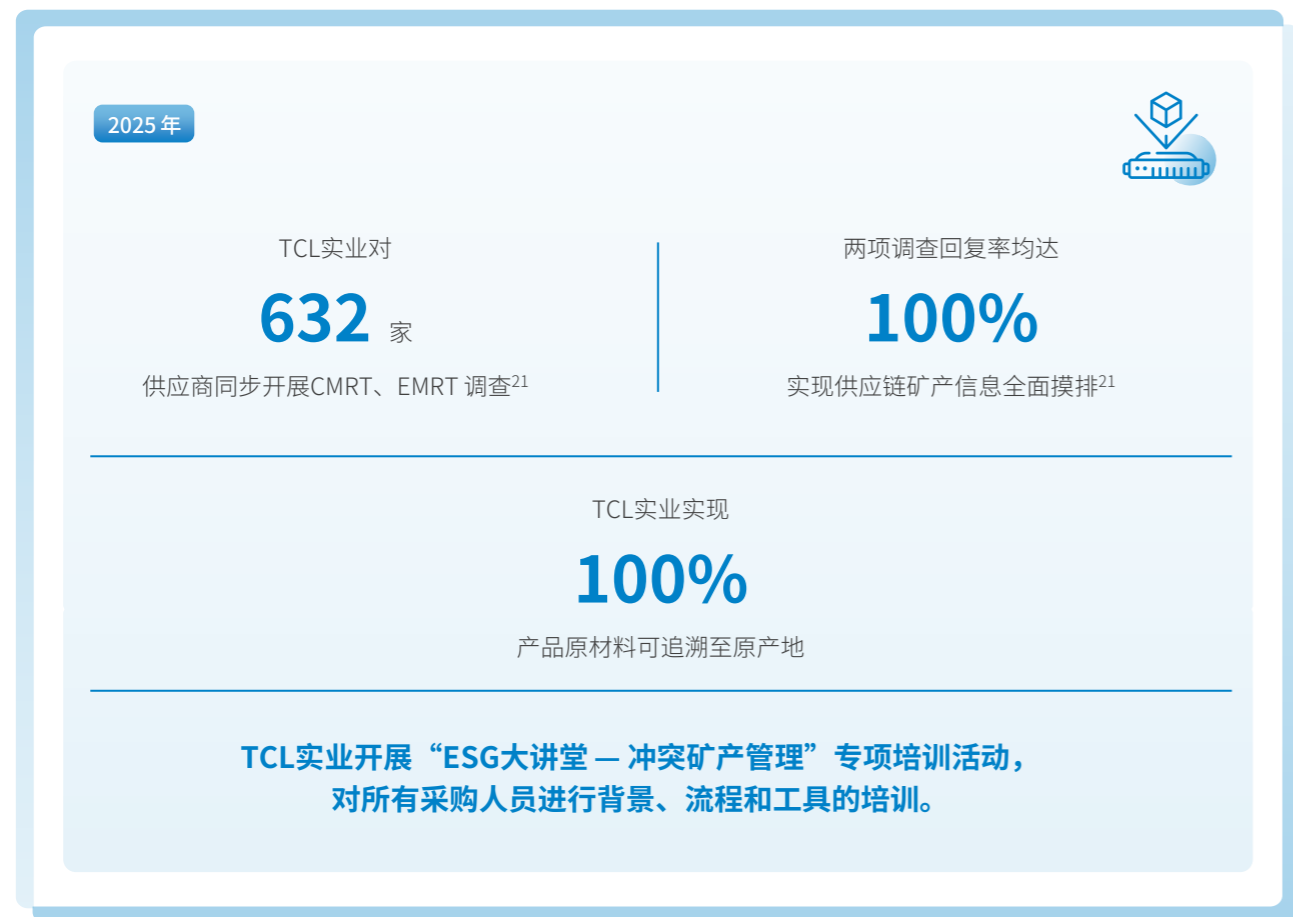 2025 年
TCL实业对
632 家
供应商同步开展CMRT、EMRT 调查21
两项调查回复率均达
100%
实现供应链矿产信息全面摸排21
TCL实业实现
100%
产品原材料可追溯至原产地
TCL实业开展“ESG大讲堂 — 冲突矿产管理”专项培训活动，
对所有采购人员进行背景、流程和工具的培训。